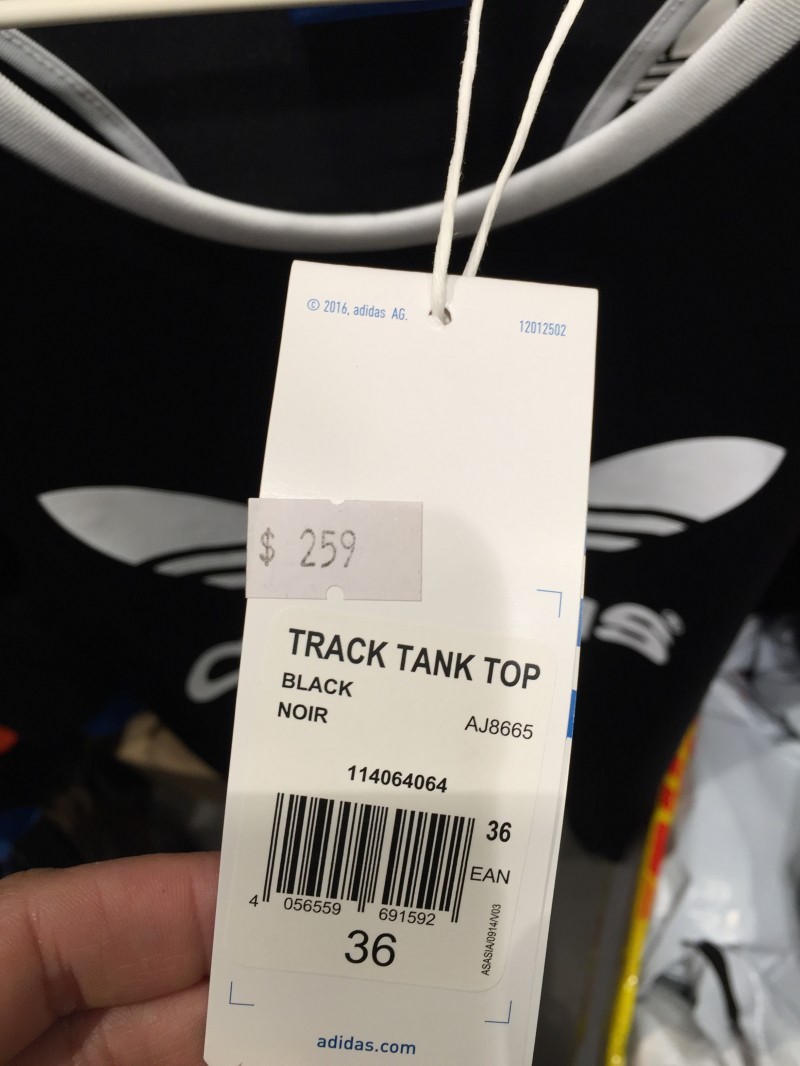 © 2016, adidas AG.
12012502
$ 259
TRACK TANK TOP
BLACK
NOIR
AJ8665
114064064
36
EAN
4 056559 691592
36
ASASIA/0914/V03
adidas.com